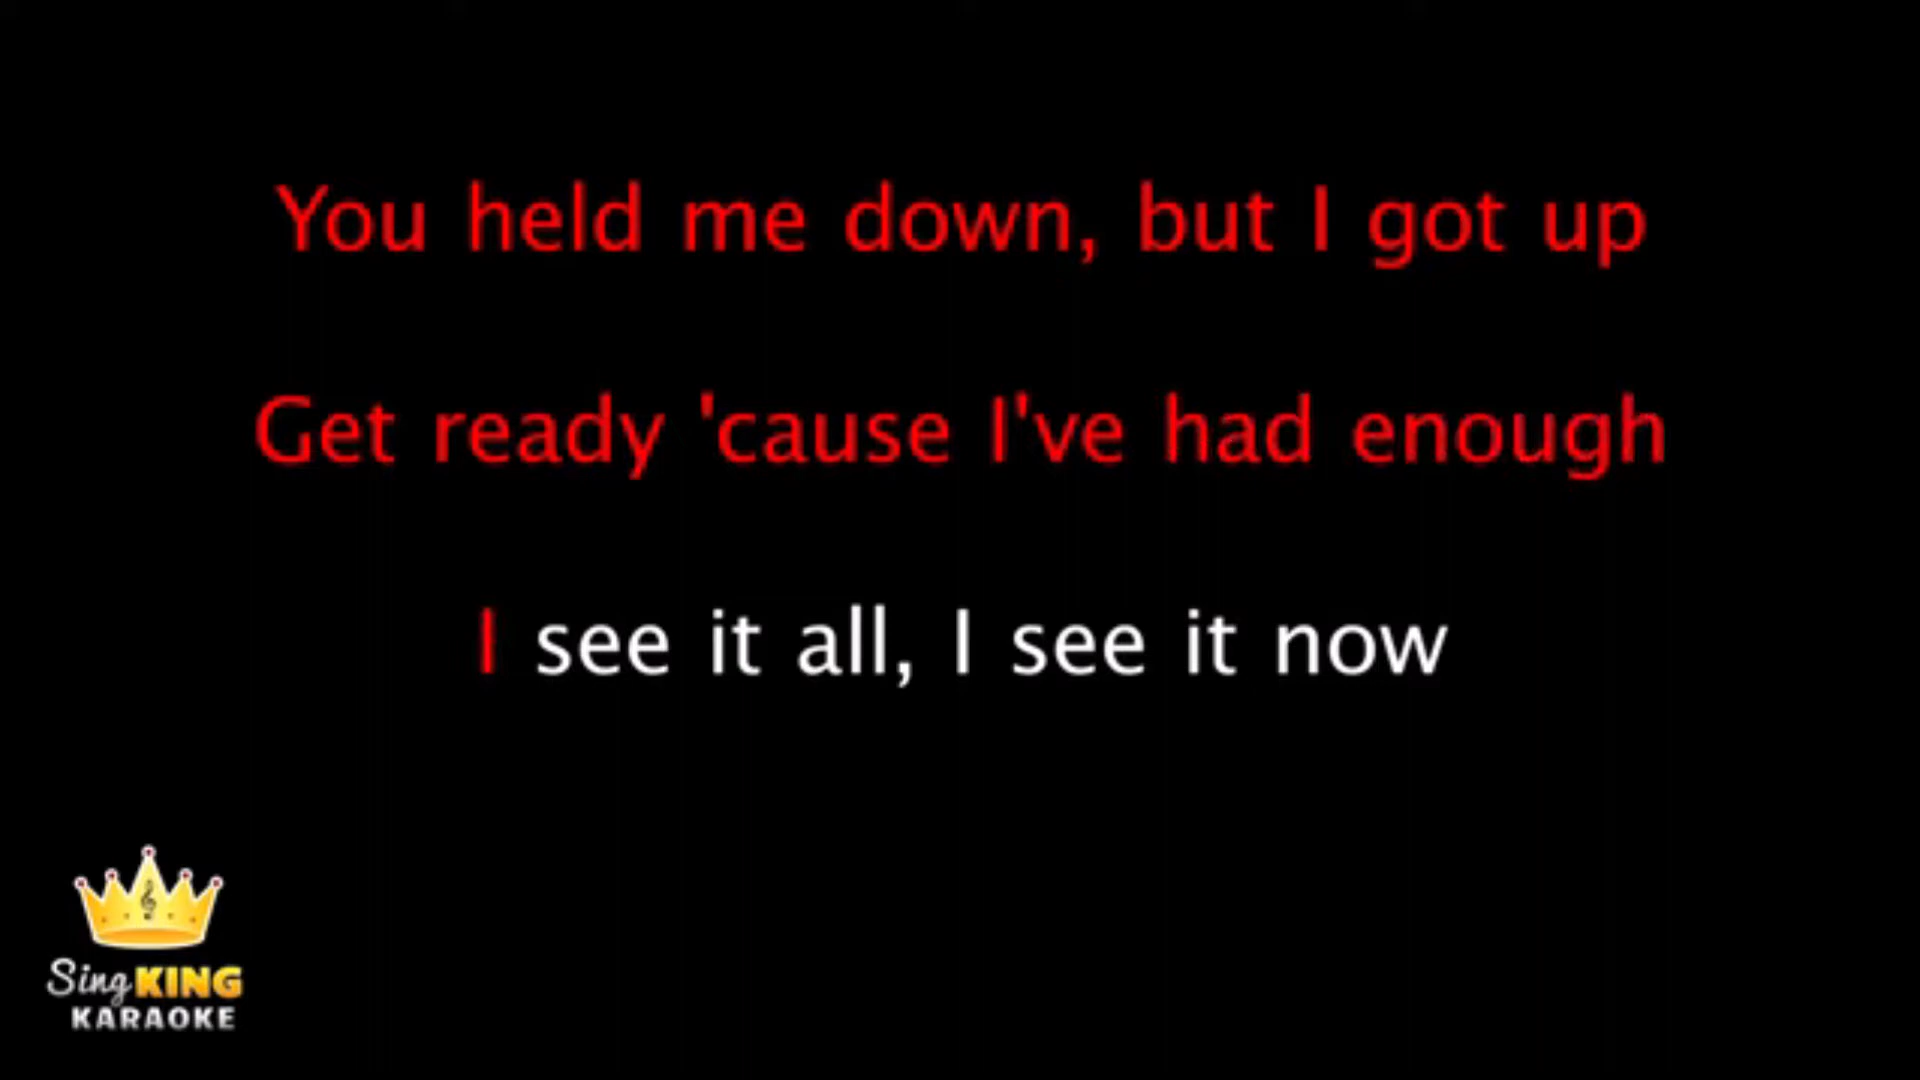 You held me down, but I got up
Get ready 'cause I've had enough
I see it all, I see it now
Sing KING
KARAOKE